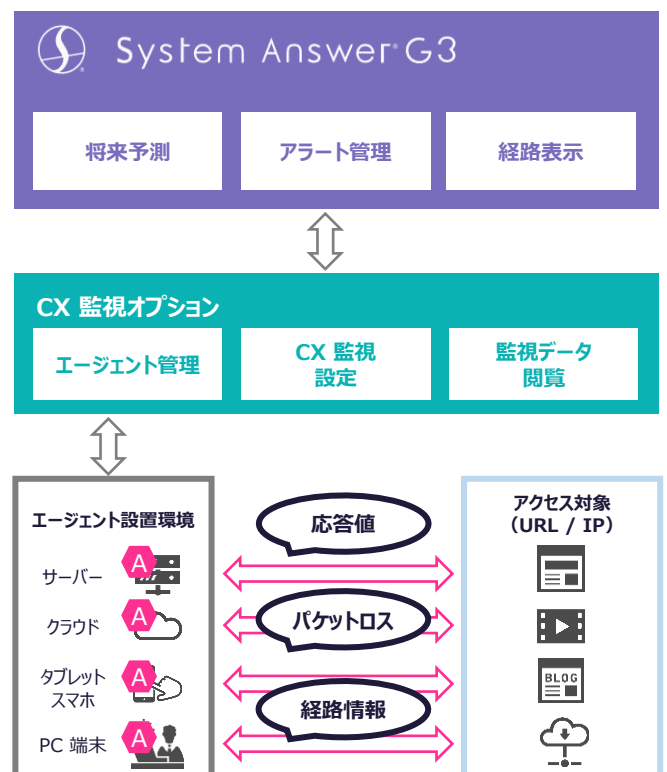 System Answer G3
将来予測
アラート管理
経路表示
CX 監視オプション
エージェント管理
CX 監視
設定
監視データ
閲覧
エージェント設置環境
サーバー
A
クラウド
A
タブレット
スマホ
A
PC 端末
A
応答値
パケットロス
経路情報
アクセス対象
(URL / IP)
BLOG